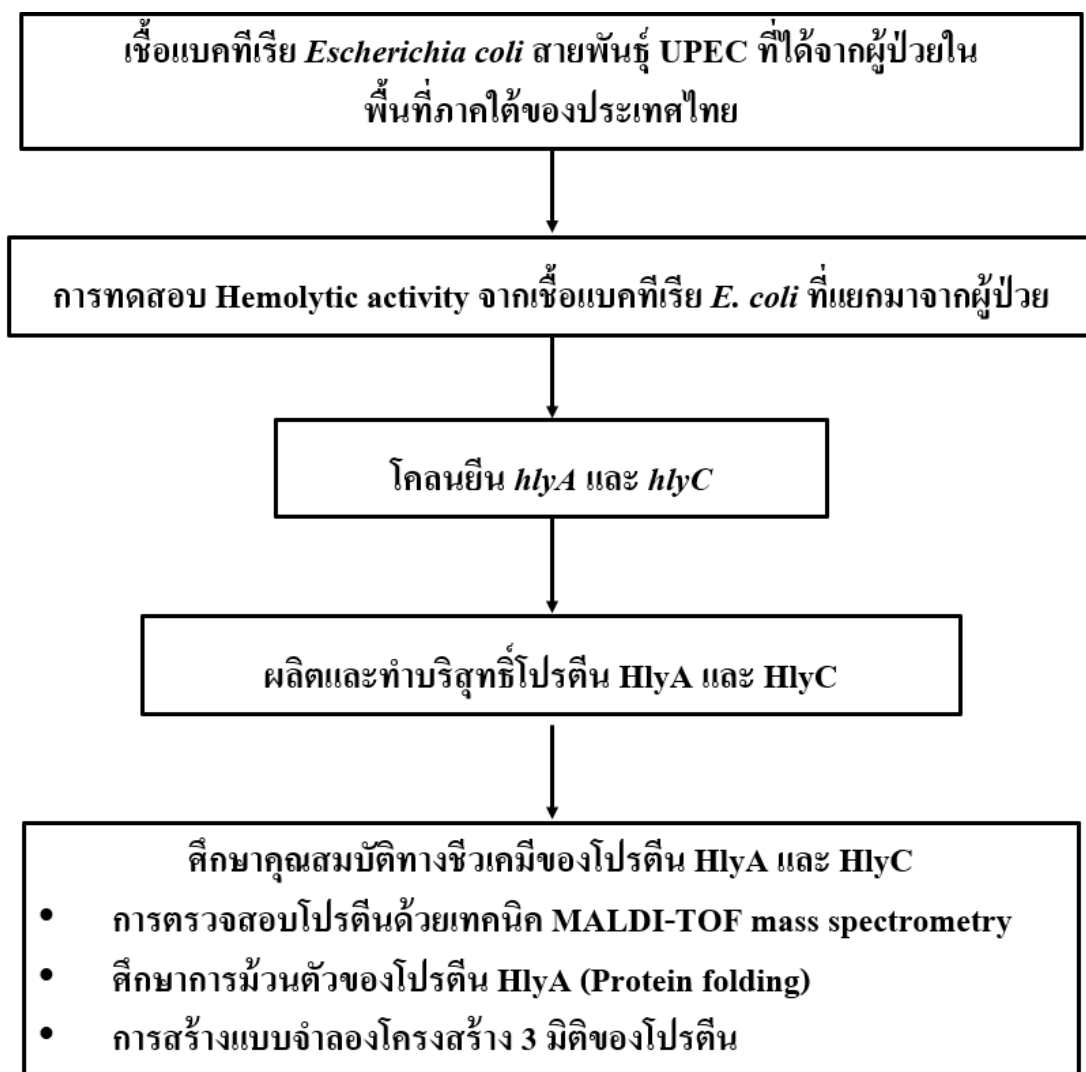 เชื้อแบคทีเรีย Escherichia coli สายพันธุ์ UPEC ที่ได้จากผู้ป่วยใน
พื้นที่ภาคใต้ของประเทศไทย
การทดสอบ Hemolytic activity จากเชื้อแบคทีเรีย E. coli ที่แยกมาจากผู้ป่วย
โคลนยีน hlyA และ hlyC
ผลิตและทำบริสุทธิ์โปรตีน HlyA และ HlyC
ศึกษาคุณสมบัติทางชีวเคมีของโปรตีน HlyA และ HlyC
• การตรวจสอบโปรตีนด้วยเทคนิค MALDI-TOF mass spectrometry
• ศึกษาการม้วนตัวของโปรตีน HlyA (Protein folding)
• การสร้างแบบจำลองโครงสร้าง 3 มิติของโปรตีน